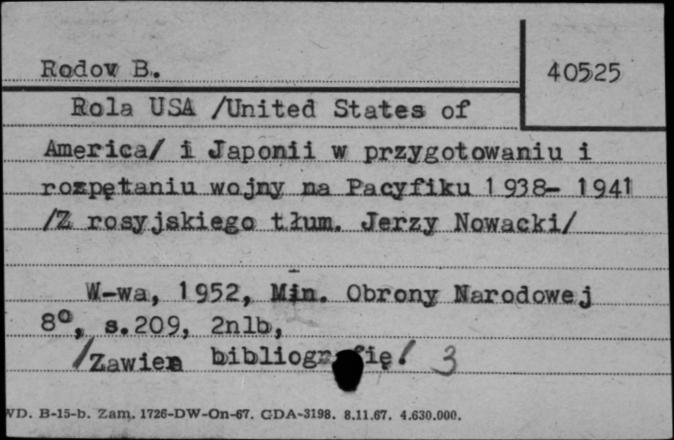 Rodov B.
40525
Rola USA /United States of
America/ i Japonii w przygotowaniu i
rozpętaniu wojny na Pacyfiku 1938- 1941
/Z rosyjskiego tłum. Jerzy Nowacki/
W-wa, 1952, Min. Obrony Narodowej
8°, s.209, 2nlb,
/Zawiera bibliografię/ 3
WD. B-15-b. Zam. 1726-DW-On-67. CDA-3198. 8.11.67. 4.630.000.